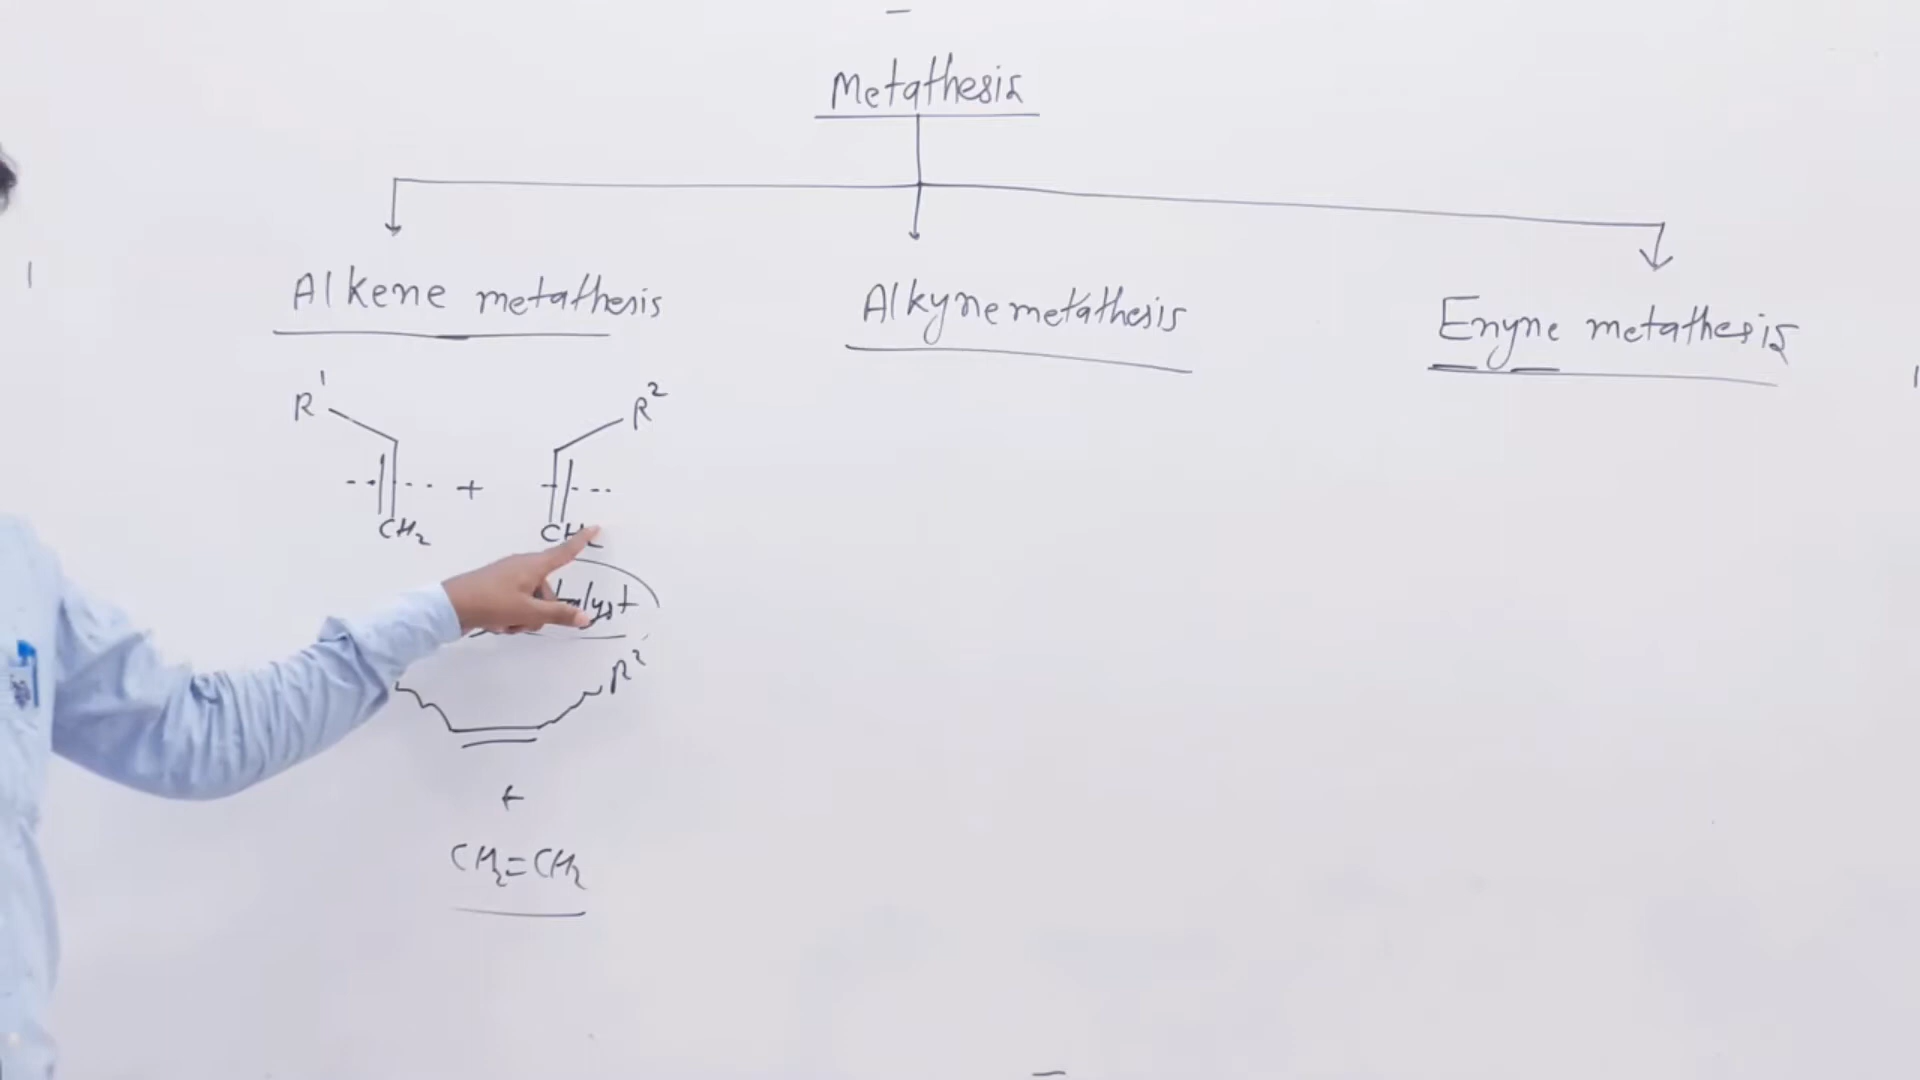 Metathesis
Alkene metathesis
Alkyne metathesis
Enyne metathesis
R¹
R²
+
CH₂
R²
+
CH₂=CH₂